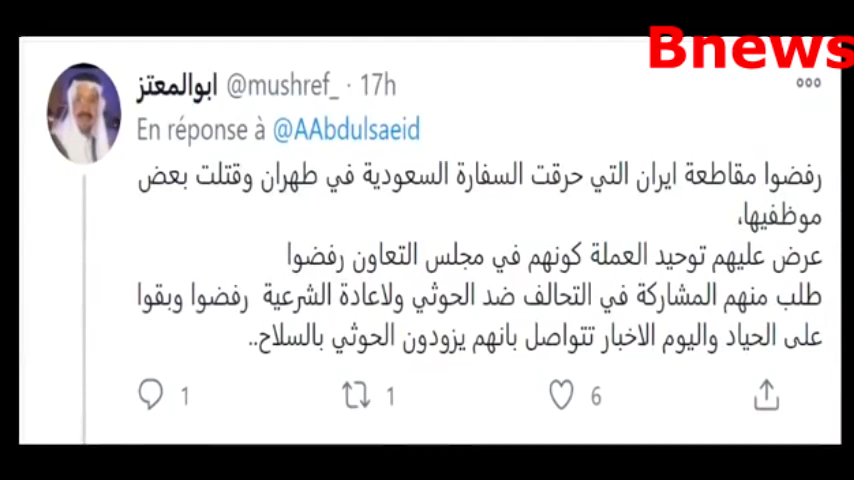 Bnews
ابوالمعتز @mushref_ · 17h
En réponse à @AAbdulsaeid
رفضوا مقاطعة ايران التي حرقت السفارة السعودية في طهران وقتلت بعض
موظفيها،
عرض عليهم توحيد العملة كونهم في مجلس التعاون رفضوا
طلب منهم المشاركة في التحالف ضد الحوثي ولاعادة الشرعية رفضوا وبقوا
على الحياد واليوم الاخبار تتواصل بانهم يزودون الحوثي بالسلاح..
1 1 6